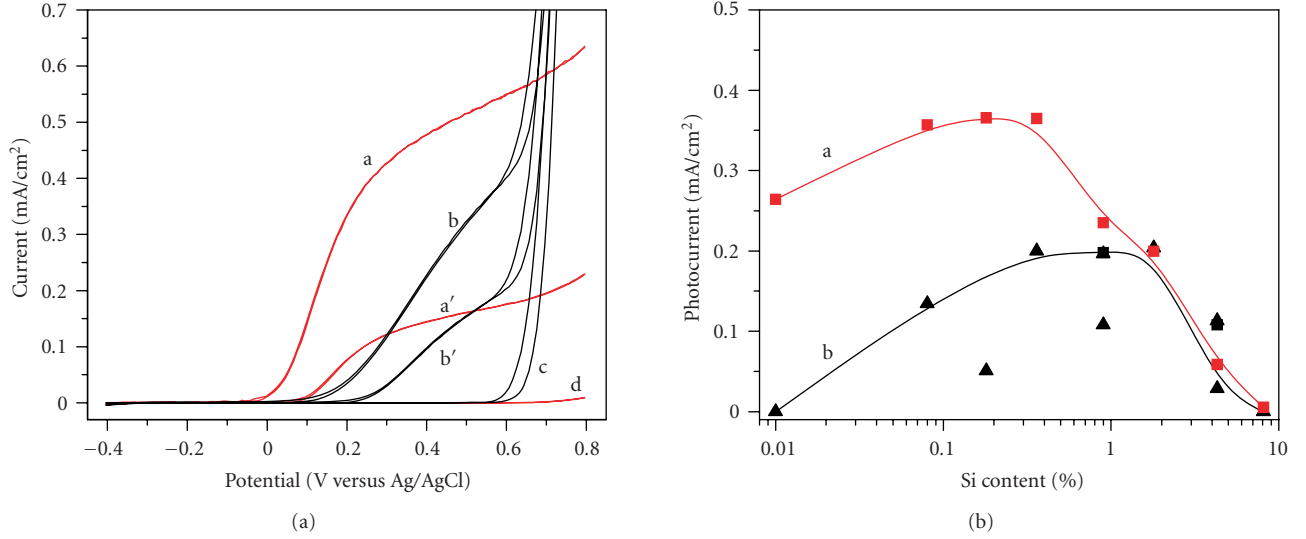 0.7
0.6
0.5
0.4
0.3
0.2
0.1
0
Current (mA/cm2)
−0.4
−0.2
0
0.2
0.4
0.6
0.8
Potential (V versus Ag/AgCl)
a
b
a′
b′
c
d
(a)
0.5
0.4
0.3
0.2
0.1
0
Photocurrent (mA/cm2)
0.01
0.1
1
10
Si content (%)
a
b
(b)